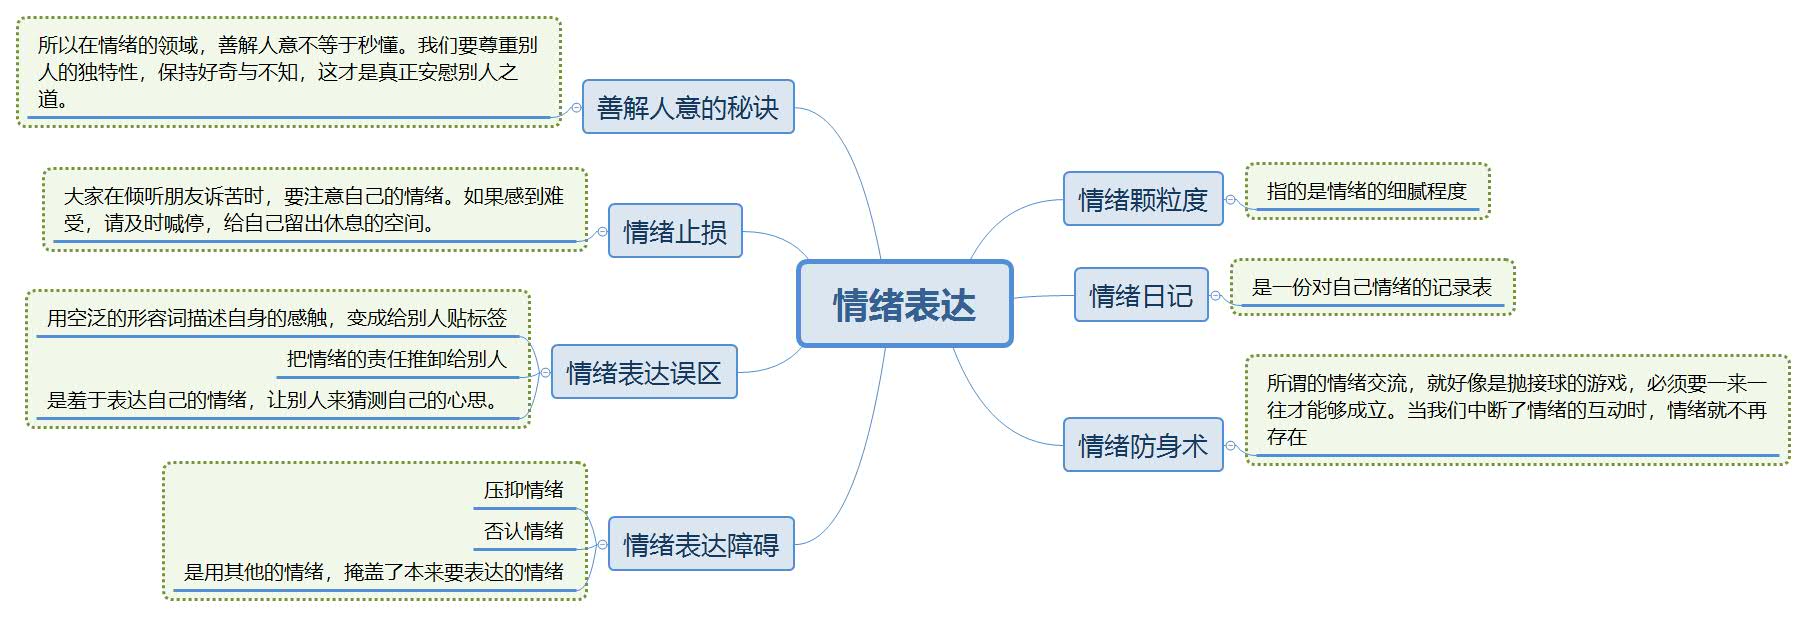 所以在情绪的领域，善解人意不等于秒懂。我们要尊重别
人的独特性，保持好奇与不知，这才是真正安慰别人之
道。
善解人意的秘诀
大家在倾听朋友诉苦时，要注意自己的情绪。如果感到难
受，请及时喊停，给自己留出休息的空间。
情绪止损
用空泛的形容词描述自身的感触，变成给别人贴标签
把情绪的责任推卸给别人
是羞于表达自己的情绪，让别人来猜测自己的心思。
情绪表达误区
压抑情绪
否认情绪
是用其他的情绪，掩盖了本来要表达的情绪
情绪表达障碍
情绪表达
情绪颗粒度
指的是情绪的细腻程度
情绪日记
是一份对自己情绪的记录表
情绪防身术
所谓的情绪交流，就好像是抛接球的游戏，必须要一来一
往才能够成立。当我们中断了情绪的互动时，情绪就不再
存在